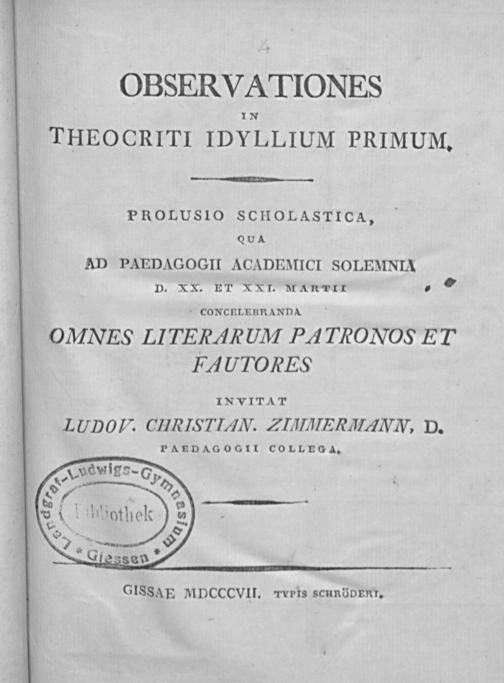 4
OBSERVATIONES
IN
THEOCRITI IDYLLIUM PRIMUM.
PROLUSIO SCHOLASTICA,
QUA
AD PAEDAGOGII ACADEMICI SOLEMNIA
D. XX. ET XXI. MARTII
CONCELEBRANDA
OMNES LITERARUM PATRONOS ET
FAUTORES
INVITAT
LUDOV. CHRISTIAN. ZIMMERMANN, D.
PAEDAGOGII COLLEGA.
Landgraf-Ludwigs-Gymnasium
Bibliothek
* Giessen *
GISSAE MDCCCVII. TYPIS SCHRÖDERI.